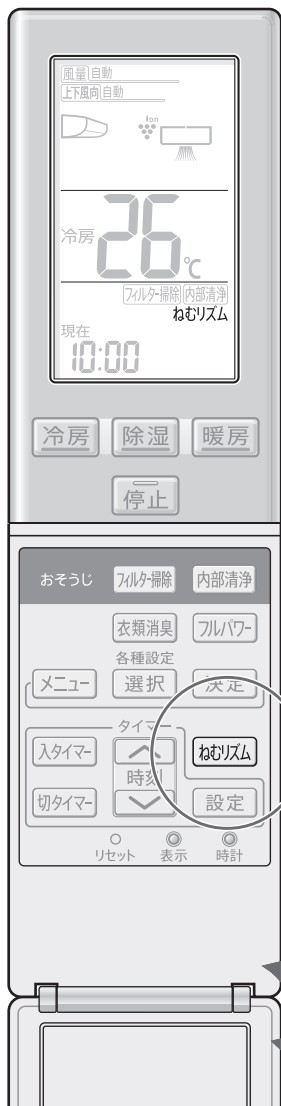 風量 自動
上下風向 自動
ion
冷房 26℃
フィルター掃除 内部清浄
ねむリズム
現在
10:00
冷房 除湿 暖房
停止
おそうじ フィルター掃除 内部清浄
衣類消臭 フルパワー
各種設定
メニュー 選択 決定
タイマー
入タイマー ねむリズム
時刻
切タイマー 設定
リセット 表示 時計